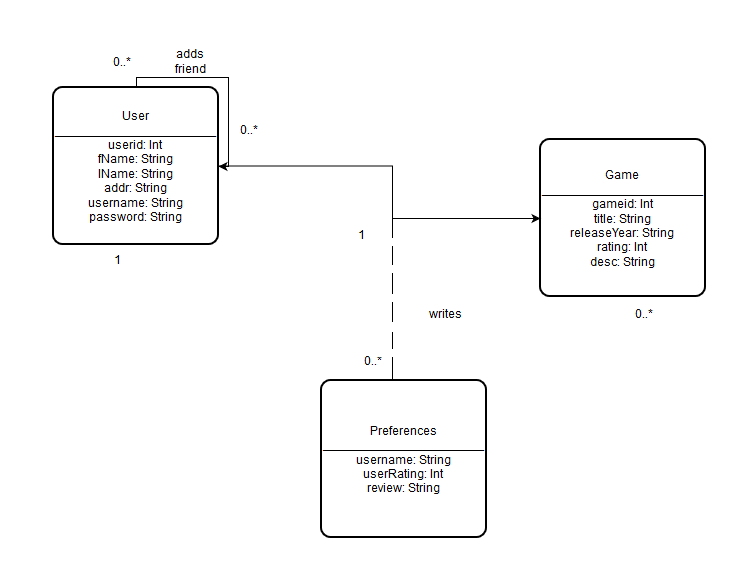 adds
friend
0..*
User
0..*
userid: Int
fName: String
lName: String
addr: String
username: String
password: String
1
Game
gameid: Int
title: String
releaseYear: String
rating: Int
desc: String
0..*
1
writes
0..*
Preferences
username: String
userRating: Int
review: String